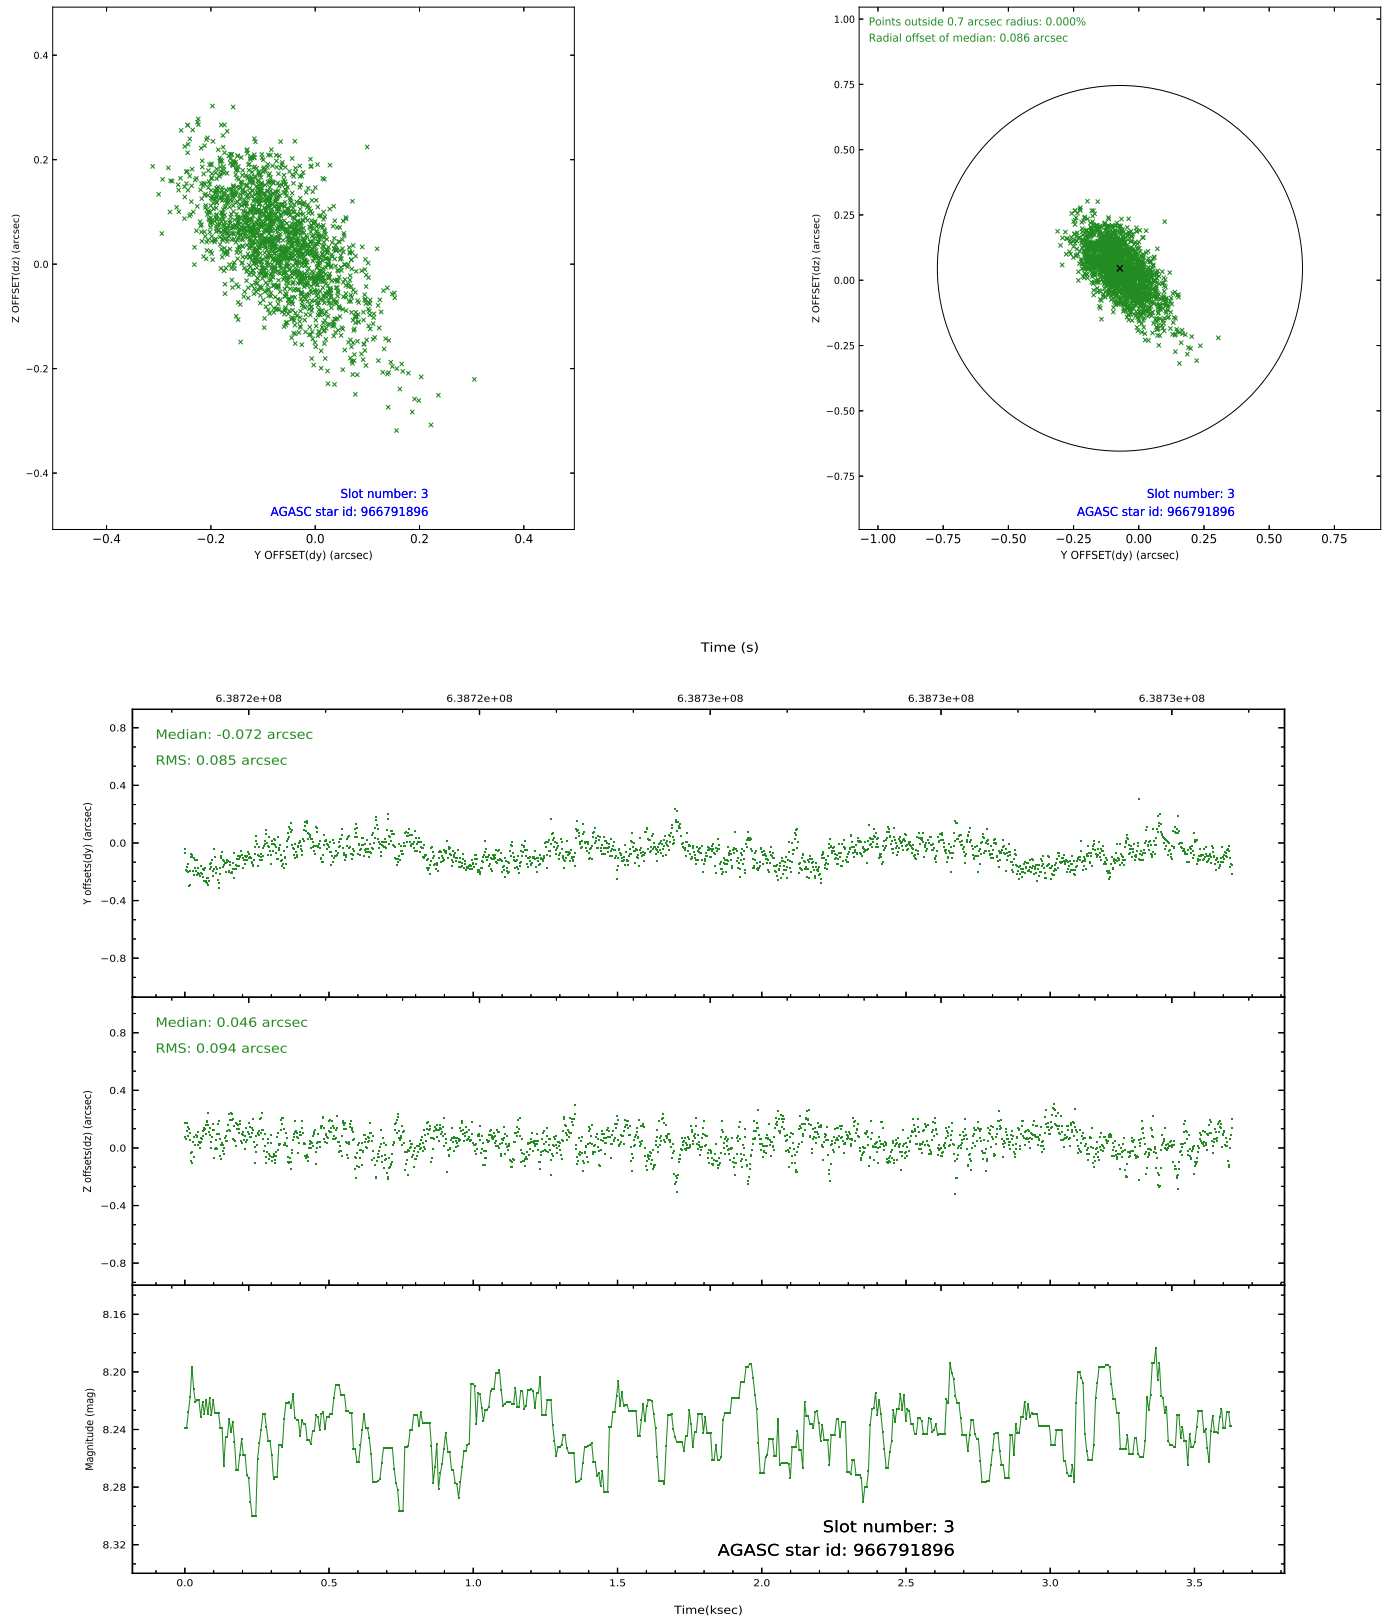 0.4
0.2
0.0
−0.2
−0.4
Z OFFSET(dz) (arcsec)
Slot number: 3
AGASC star id: 966791896
−0.4 −0.2 0.0 0.2 0.4
Y OFFSET(dy) (arcsec)
Points outside 0.7 arcsec radius: 0.000%
Radial offset of median: 0.086 arcsec
1.00
0.75
0.50
0.25
0.00
−0.25
−0.50
−0.75
Z OFFSET(dz) (arcsec)
Slot number: 3
AGASC star id: 966791896
−1.00 −0.75 −0.50 −0.25 0.00 0.25 0.50 0.75
Y OFFSET(dy) (arcsec)
Time (s)
6.3872e+08 6.3872e+08 6.3873e+08 6.3873e+08 6.3873e+08
Median: -0.072 arcsec
RMS: 0.085 arcsec
0.8
0.4
0.0
−0.4
−0.8
Y offsets(dy) (arcsec)
Median: 0.046 arcsec
RMS: 0.094 arcsec
0.8
0.4
0.0
−0.4
−0.8
Z offsets(dz) (arcsec)
8.16
8.20
8.24
8.28
8.32
Magnitude (mag)
Slot number: 3
AGASC star id: 966791896
0.0 0.5 1.0 1.5 2.0 2.5 3.0 3.5
Time(ksec)